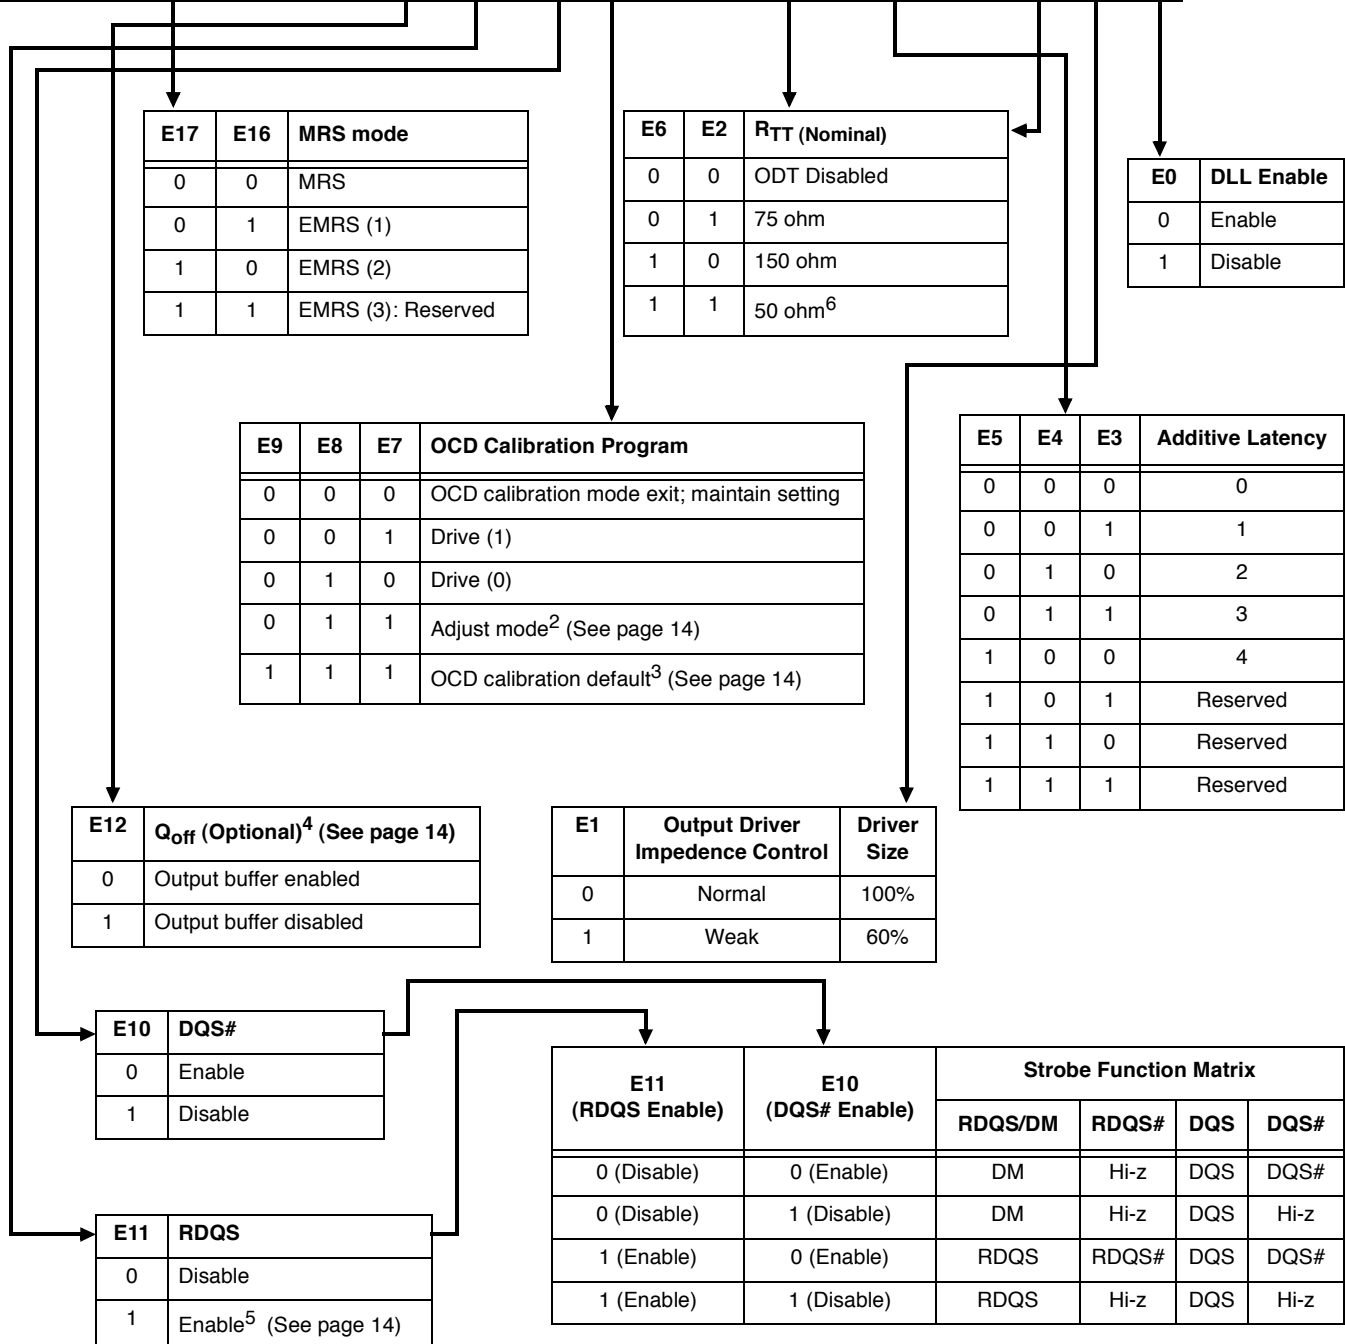 E17 E16 MRS mode
0 0 MRS
0 1 EMRS (1)
1 0 EMRS (2)
1 1 EMRS (3): Reserved
E6 E2 RTT (Nominal)
0 0 ODT Disabled
0 1 75 ohm
1 0 150 ohm
1 1 50 ohm6
E0 DLL Enable
0 Enable
1 Disable
E9 E8 E7 OCD Calibration Program
0 0 0 OCD calibration mode exit; maintain setting
0 0 1 Drive (1)
0 1 0 Drive (0)
0 1 1 Adjust mode2 (See page 14)
1 1 1 OCD calibration default3 (See page 14)
E5 E4 E3 Additive Latency
0 0 0 0
0 0 1 1
0 1 0 2
0 1 1 3
1 0 0 4
1 0 1 Reserved
1 1 0 Reserved
1 1 1 Reserved
E12 Qoff (Optional)4 (See page 14)
0 Output buffer enabled
1 Output buffer disabled
E1 Output Driver Driver
Impedence Control Size
0 Normal 100%
1 Weak 60%
E10 DQS#
0 Enable
1 Disable
E11 RDQS
0 Disable
1 Enable5 (See page 14)
E11 E10 Strobe Function Matrix
(RDQS Enable) (DQS# Enable)
RDQS/DM RDQS# DQS DQS#
0 (Disable) 0 (Enable) DM Hi-z DQS DQS#
0 (Disable) 1 (Disable) DM Hi-z DQS Hi-z
1 (Enable) 0 (Enable) RDQS RDQS# DQS DQS#
1 (Enable) 1 (Disable) RDQS Hi-z DQS Hi-z